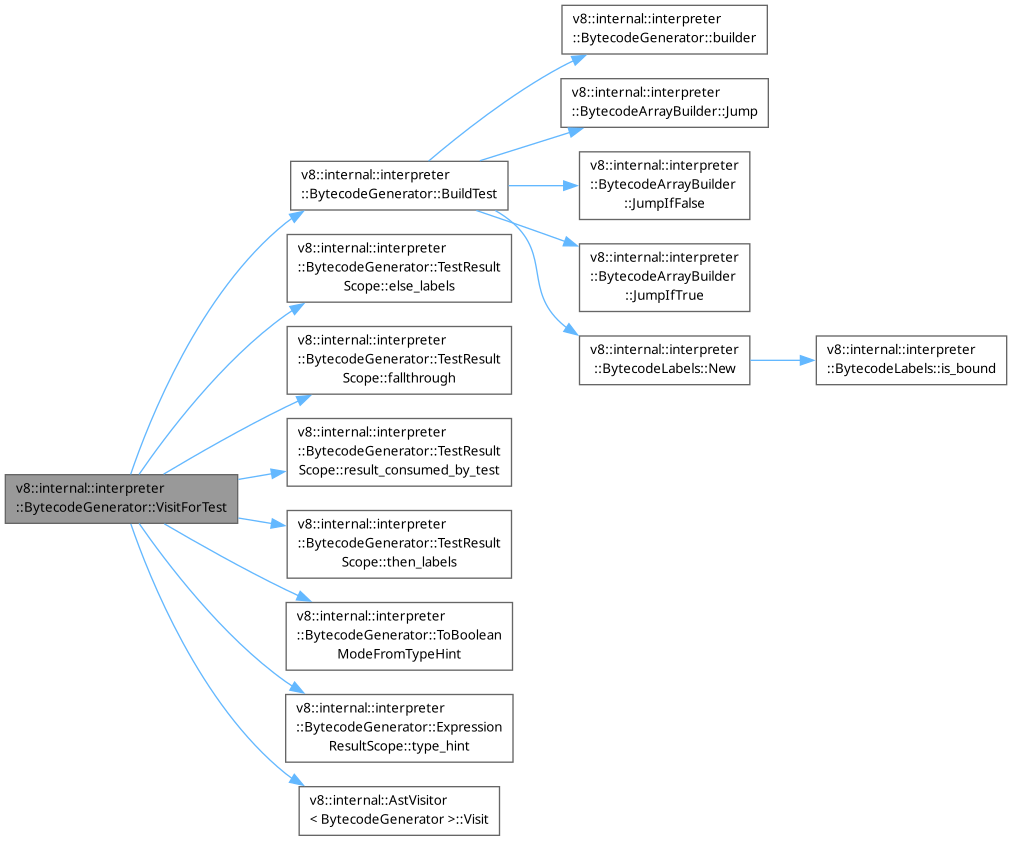 v8::internal::interpreter
::BytecodeGenerator::VisitForTest
v8::internal::interpreter
::BytecodeGenerator::BuildTest
v8::internal::interpreter
::BytecodeGenerator::builder
v8::internal::interpreter
::BytecodeArrayBuilder::Jump
v8::internal::interpreter
::BytecodeArrayBuilder
::JumpIfFalse
v8::internal::interpreter
::BytecodeArrayBuilder
::JumpIfTrue
v8::internal::interpreter
::BytecodeLabels::New
v8::internal::interpreter
::BytecodeLabels::is_bound
v8::internal::interpreter
::BytecodeGenerator::TestResult
Scope::else_labels
v8::internal::interpreter
::BytecodeGenerator::TestResult
Scope::fallthrough
v8::internal::interpreter
::BytecodeGenerator::TestResult
Scope::result_consumed_by_test
v8::internal::interpreter
::BytecodeGenerator::TestResult
Scope::then_labels
v8::internal::interpreter
::BytecodeGenerator::ToBoolean
ModeFromTypeHint
v8::internal::interpreter
::BytecodeGenerator::Expression
ResultScope::type_hint
v8::internal::AstVisitor
< BytecodeGenerator >::Visit